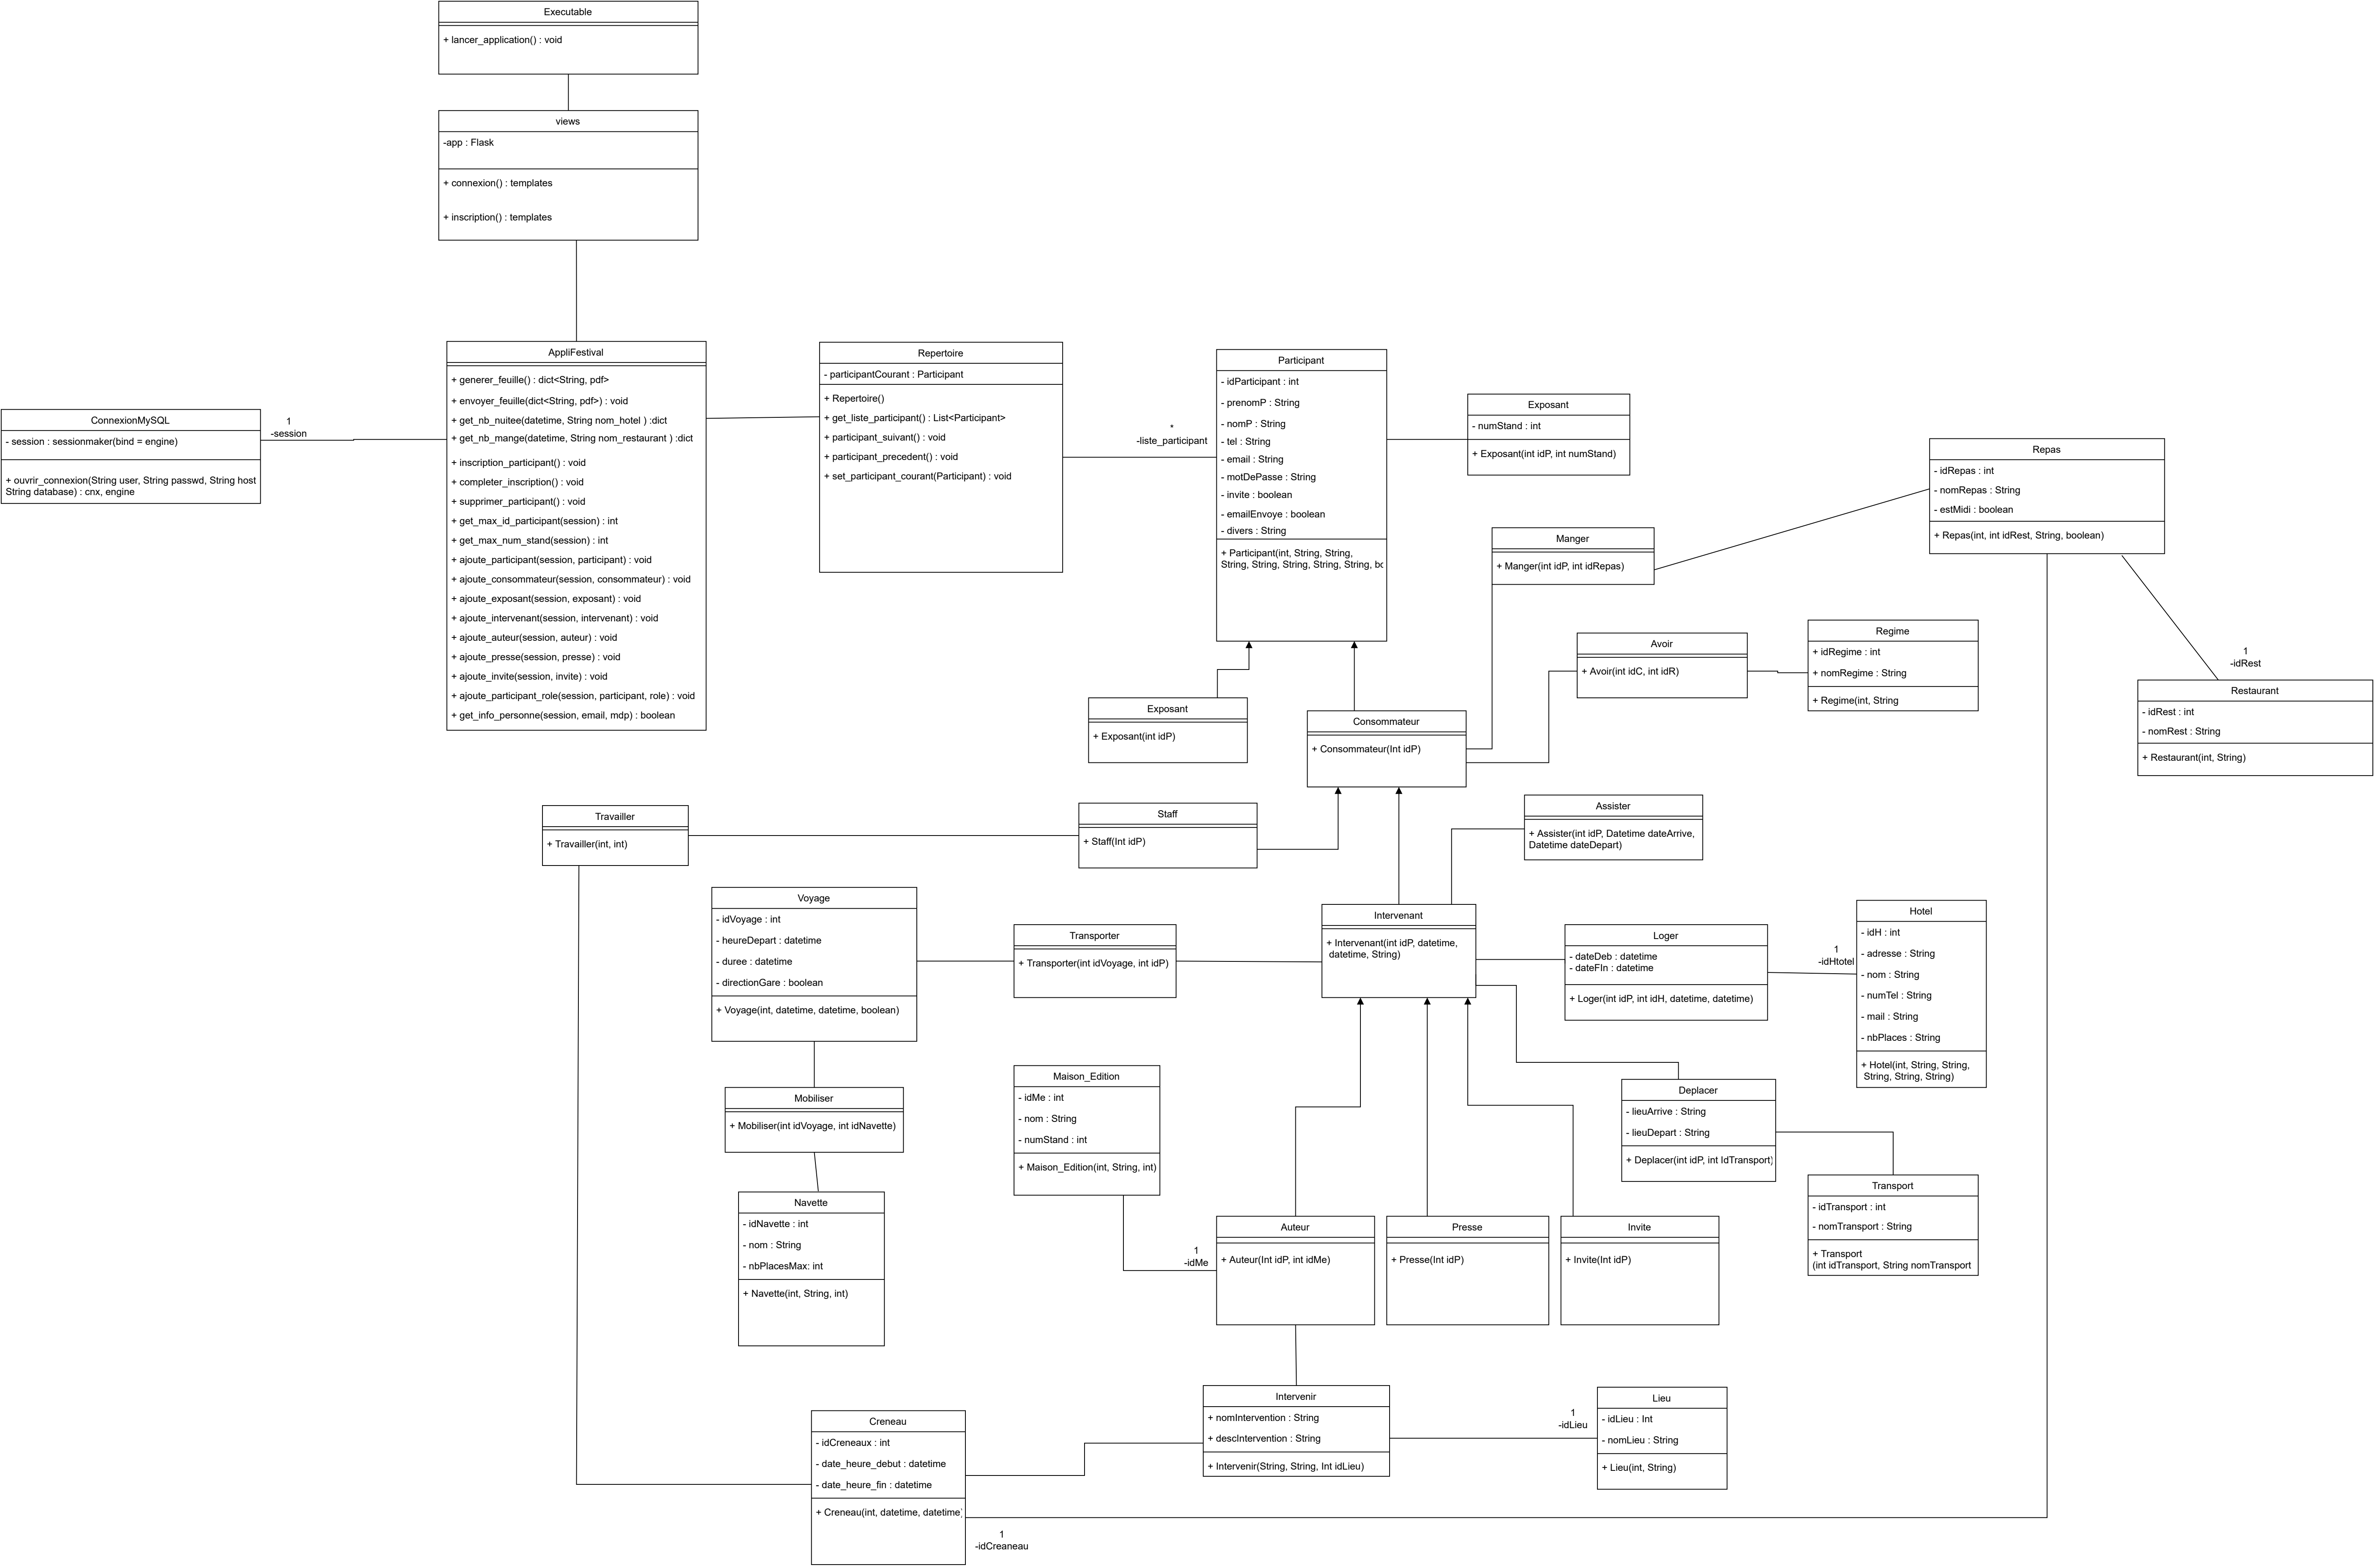 Executable
+ lancer_application() : void
views
-app : Flask
+ connexion() : templates
+ inscription() : templates
ConnexionMySQL
- session : sessionmaker(bind = engine)
+ ouvrir_connexion(String user, String passwd, String host
String database) : cnx, engine
1
-session
AppliFestival
+ generer_feuille() : dict<String, pdf>
+ envoyer_feuille(dict<String, pdf>) : void
+ get_nb_nuitee(datetime, String nom_hotel ) :dict
+ get_nb_mange(datetime, String nom_restaurant ) :dict
+ inscription_participant() : void
+ completer_inscription() : void
+ supprimer_participant() : void
+ get_max_id_participant(session) : int
+ get_max_num_stand(session) : int
+ ajoute_participant(session, participant) : void
+ ajoute_consommateur(session, consommateur) : void
+ ajoute_exposant(session, exposant) : void
+ ajoute_intervenant(session, intervenant) : void
+ ajoute_auteur(session, auteur) : void
+ ajoute_presse(session, presse) : void
+ ajoute_invite(session, invite) : void
+ ajoute_participant_role(session, participant, role) : void
+ get_info_personne(session, email, mdp) : boolean
Repertoire
- participantCourant : Participant
+ Repertoire()
+ get_liste_participant() : List<Participant>
+ participant_suivant() : void
+ participant_precedent() : void
+ set_participant_courant(Participant) : void
*
-liste_participant
Participant
- idParticipant : int
- prenomP : String
- nomP : String
- tel : String
- email : String
- motDePasse : String
- invite : boolean
- emailEnvoye : boolean
- divers : String
+ Participant(int, String, String,
String, String, String, String, String, bo
Exposant
- numStand : int
+ Exposant(int idP, int numStand)
Repas
- idRepas : int
- nomRepas : String
- estMidi : boolean
+ Repas(int, int idRest, String, boolean)
Manger
+ Manger(int idP, int idRepas)
Avoir
+ Avoir(int idC, int idR)
Regime
+ idRegime : int
+ nomRegime : String
+ Regime(int, String
1
-idRest
Restaurant
- idRest : int
- nomRest : String
+ Restaurant(int, String)
Exposant
+ Exposant(int idP)
Consommateur
+ Consommateur(Int idP)
Travailler
+ Travailler(int, int)
Staff
+ Staff(Int idP)
Assister
+ Assister(int idP, Datetime dateArrive,
Datetime dateDepart)
Voyage
- idVoyage : int
- heureDepart : datetime
- duree : datetime
- directionGare : boolean
+ Voyage(int, datetime, datetime, boolean)
Transporter
+ Transporter(int idVoyage, int idP)
Intervenant
+ Intervenant(int idP, datetime,
datetime, String)
Loger
- dateDeb : datetime
- dateFIn : datetime
+ Loger(int idP, int idH, datetime, datetime)
1
-idHtotel
Hotel
- idH : int
- adresse : String
- nom : String
- numTel : String
- mail : String
- nbPlaces : String
+ Hotel(int, String, String,
String, String, String)
Mobiliser
+ Mobiliser(int idVoyage, int idNavette)
Maison_Edition
- idMe : int
- nom : String
- numStand : int
+ Maison_Edition(int, String, int)
Deplacer
- lieuArrive : String
- lieuDepart : String
+ Deplacer(int idP, int IdTransport)
Transport
- idTransport : int
- nomTransport : String
+ Transport
(int idTransport, String nomTransport
Navette
- idNavette : int
- nom : String
- nbPlacesMax: int
+ Navette(int, String, int)
1
-idMe
Auteur
+ Auteur(Int idP, int idMe)
Presse
+ Presse(Int idP)
Invite
+ Invite(Int idP)
Intervenir
+ nomIntervention : String
+ descIntervention : String
+ Intervenir(String, String, Int idLieu)
1
-idLieu
Lieu
- idLieu : Int
- nomLieu : String
+ Lieu(int, String)
Creneau
- idCreneaux : int
- date_heure_debut : datetime
- date_heure_fin : datetime
+ Creneau(int, datetime, datetime)
1
-idCreaneau